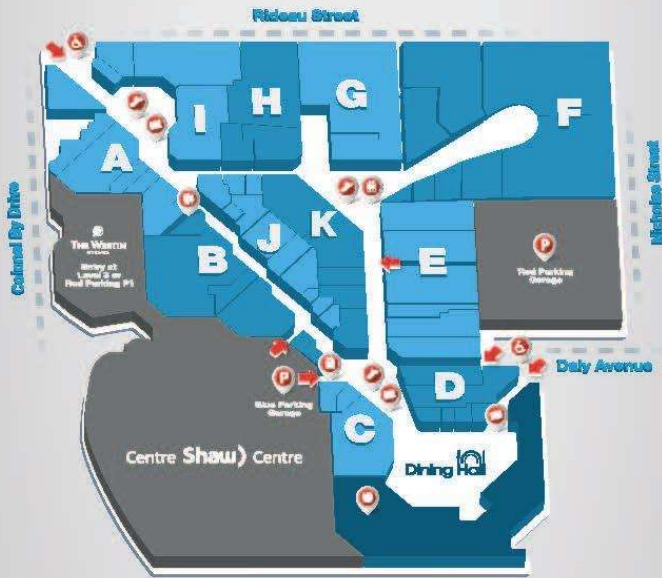 Rideau Street
I
H
G
F
A
Colonel By Drive
Nicholas Street
K
J
THE WESTIN
Entry at
Level 3 or
Red Parking P1
B
E
P
Red Parking
Garage
Daly Avenue
D
P
Blue Parking
Garage
C
Centre Shaw) Centre
Dining Hall